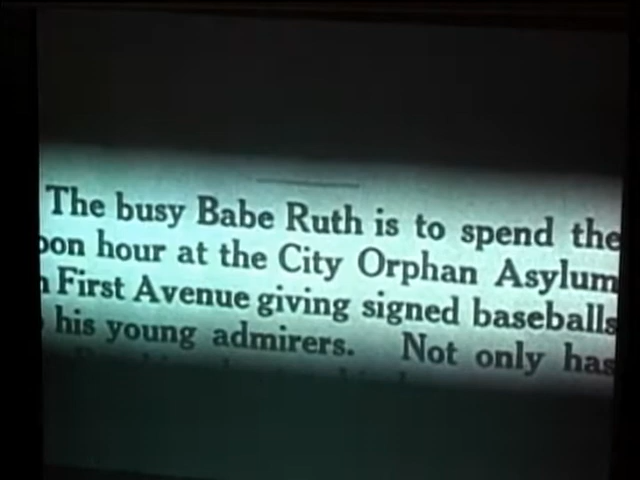 The busy Babe Ruth is to spend the
oon hour at the City Orphan Asylum
n First Avenue giving signed baseballs
his young admirers. Not only has